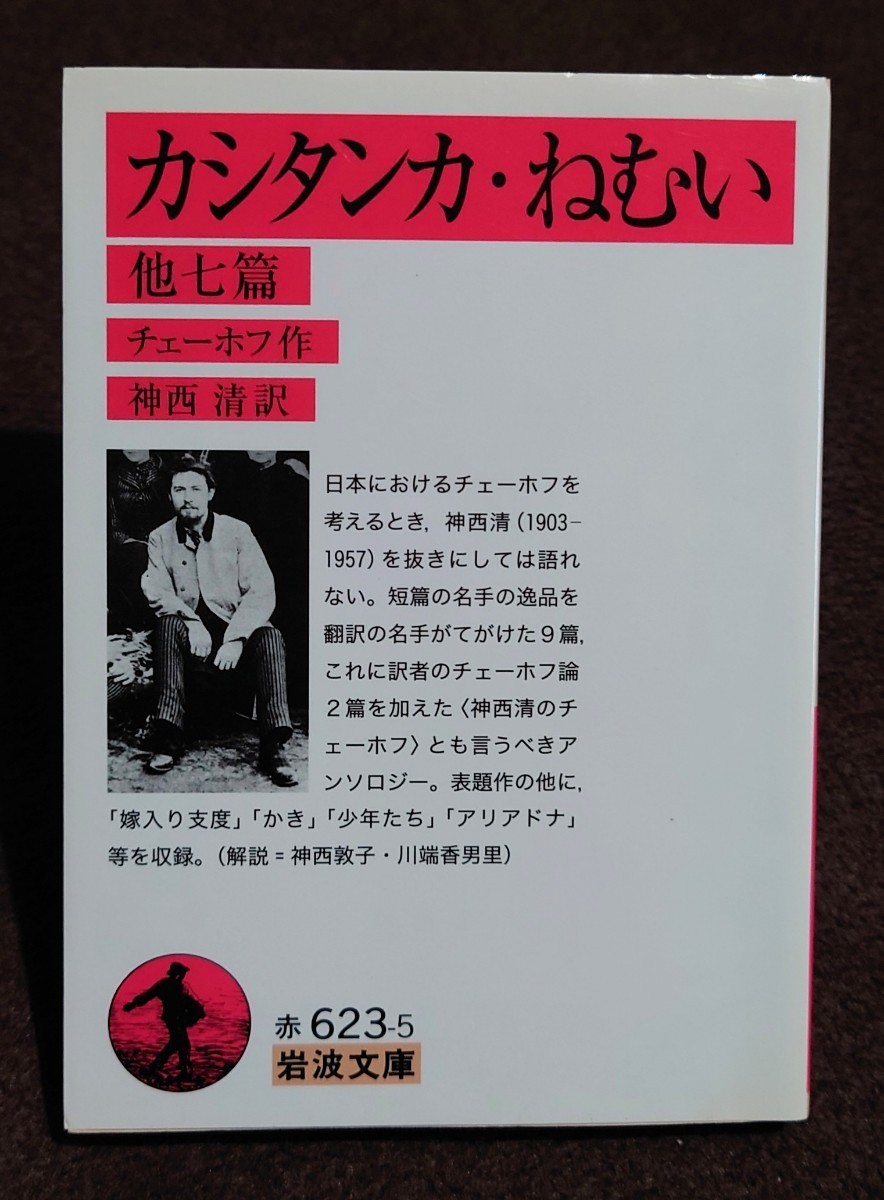 カシタンカ・ねむい
他七篇
チェーホフ作
神西 清訳
日本におけるチェーホフを
考えるとき，神西清（1903−
1957）を抜きにしては語れ
ない。短篇の名手の逸品を
翻訳の名手がてがけた９篇，
これに訳者のチェーホフ論
２篇を加えた〈神西清のチ
ェーホフ〉とも言うべきア
ンソロジー。表題作の他に，
「嫁入り支度」「かき」「少年たち」「アリアドナ」
等を収録。（解説＝神西敦子・川端香男里）
赤 623-5
岩波文庫